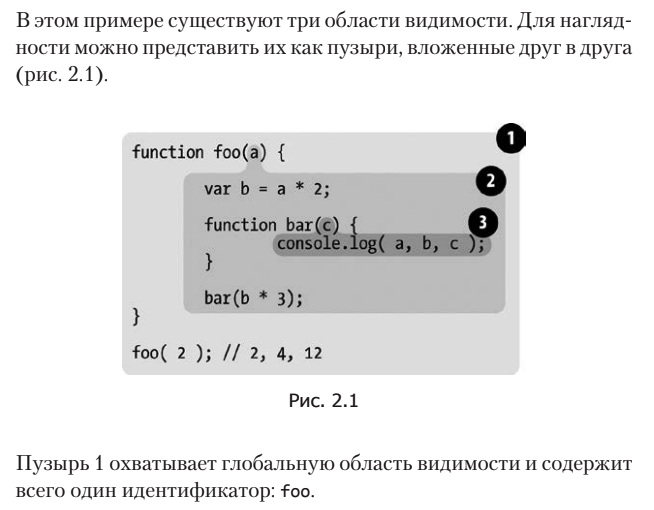 В этом примере существуют три области видимости. Для нагляд-
ности можно представить их как пузыри, вложенные друг в друга
(рис. 2.1).
1
function foo(a) {
2
var b = a * 2;
3
function bar(c) {
console.log( a, b, c );
}
bar(b * 3);
}
foo( 2 ); // 2, 4, 12
Рис. 2.1
Пузырь 1 охватывает глобальную область видимости и содержит
всего один идентификатор: foo.